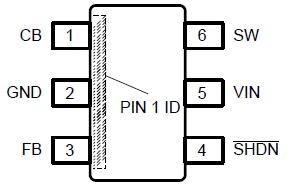 CB 1 6 SW
GND 2 5 VIN
PIN 1 ID
FB 3 4 SHDN